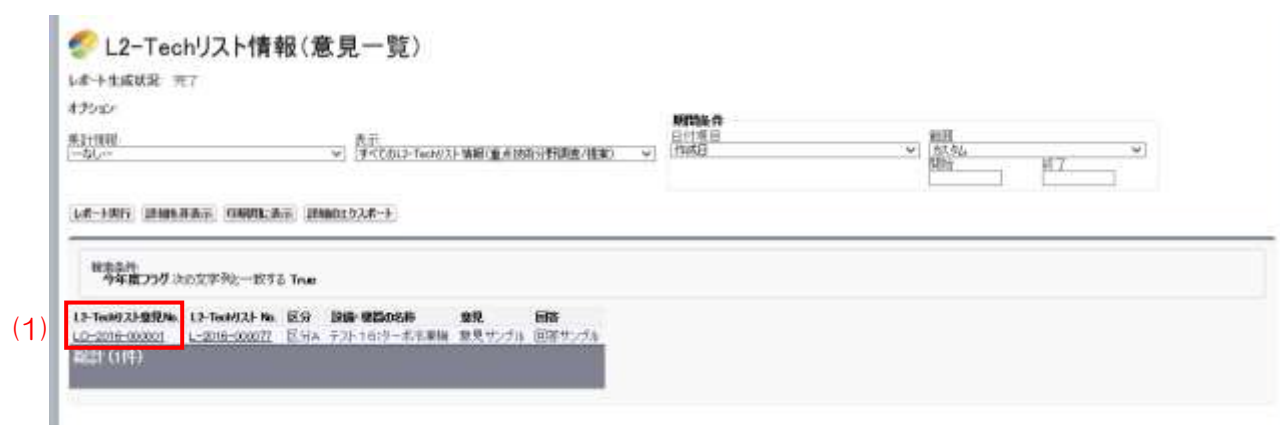 L2-Techリスト情報(意見一覧)
レポート生成状況: 完了
オプション
集計情報:
--なし--
表示
すべてのL2-Techリスト情報(重点技術分野調査/提案)
期間条件
日付項目
作成日
範囲
カスタム
開始
終了
レポート実行 詳細を非表示 印刷用に表示 詳細のエクスポート
検索条件
今年度フラグ 次の文字列と一致する True
L2-Techリスト意見No. L2-Techリスト No. 区分 設備・機器の名称 意見 回答
(1)
LO-2016-000001 L-2016-000077 区分A テスト16:ターボ冷凍機 意見サンプル 回答サンプル
総計 (1件)